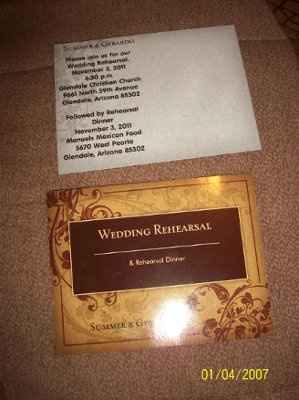 SUMMER & GERARDO
Please join us for our
Wedding Rehearsal.
November 3, 2011
6:30 p.m.
Glendale Christian Church
9661 North 59th Avenue
Glendale, Arizona 85302
Followed by Rehearsal
Dinner
November 3, 2011
Manuels Mexican Food
5670 West Peoria
Glendale, Arizona 85302
WEDDING REHEARSAL
& Rehearsal Dinner
SUMMER &
01/04/2007